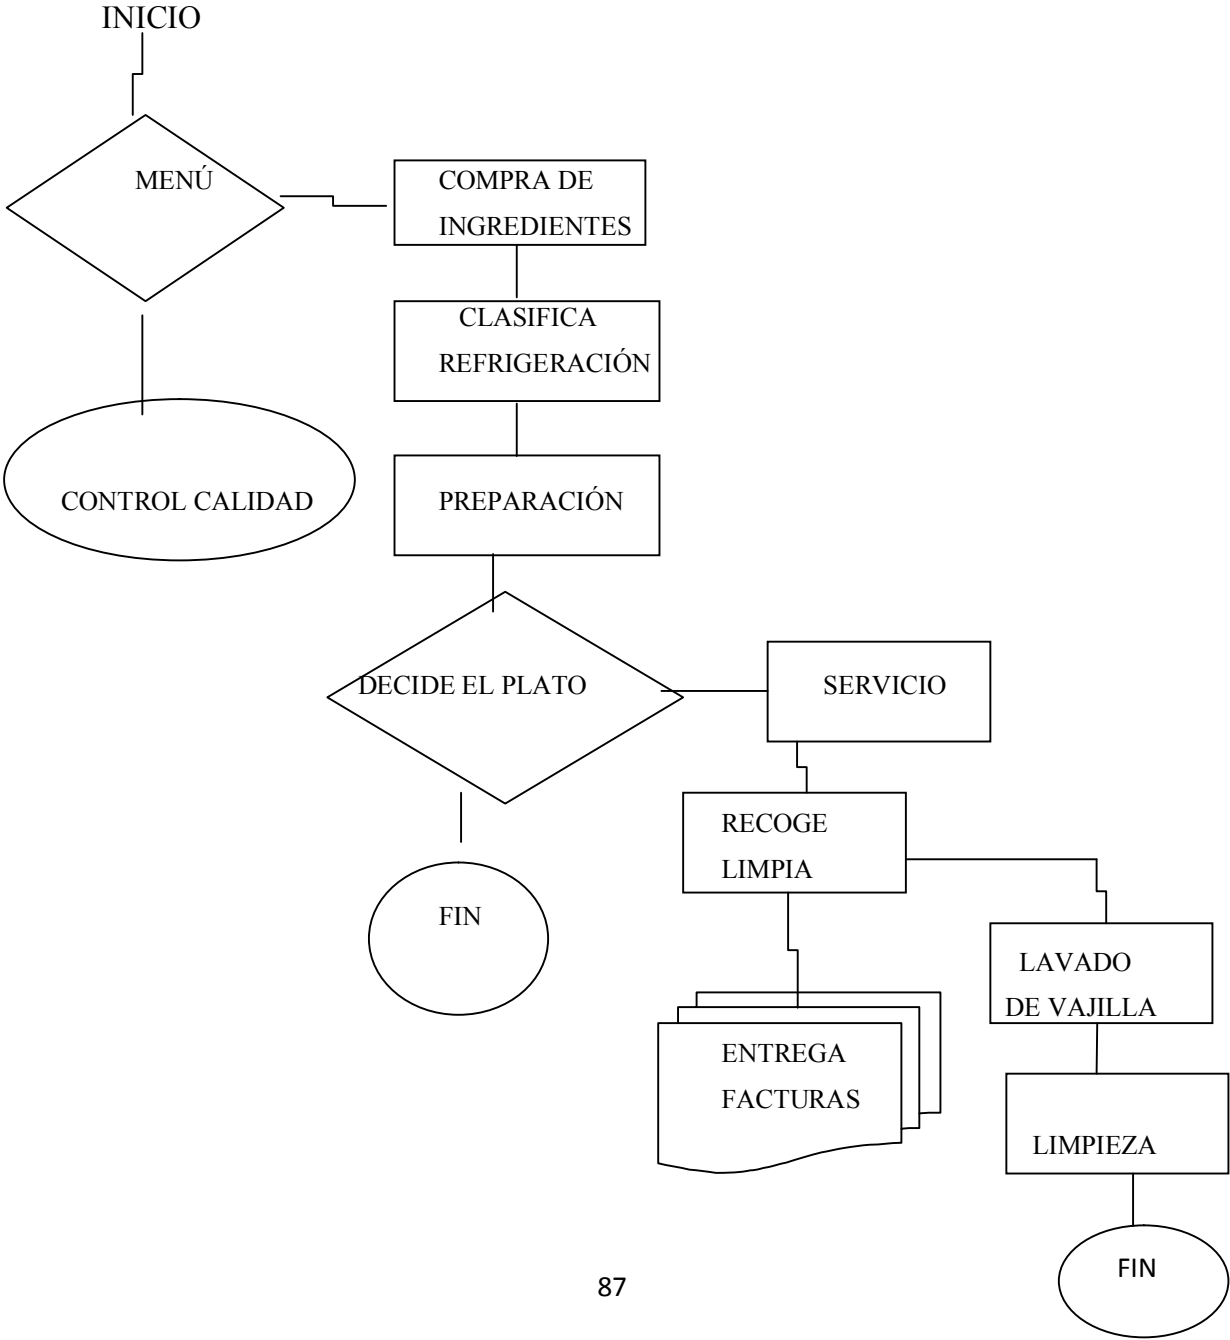 INICIO
MENÚ
COMPRA DE
INGREDIENTES
CLASIFICA
REFRIGERACIÓN
CONTROL CALIDAD
PREPARACIÓN
DECIDE EL PLATO
SERVICIO
RECOGE
LIMPIA
FIN
LAVADO
DE VAJILLA
ENTREGA
FACTURAS
LIMPIEZA
FIN
87